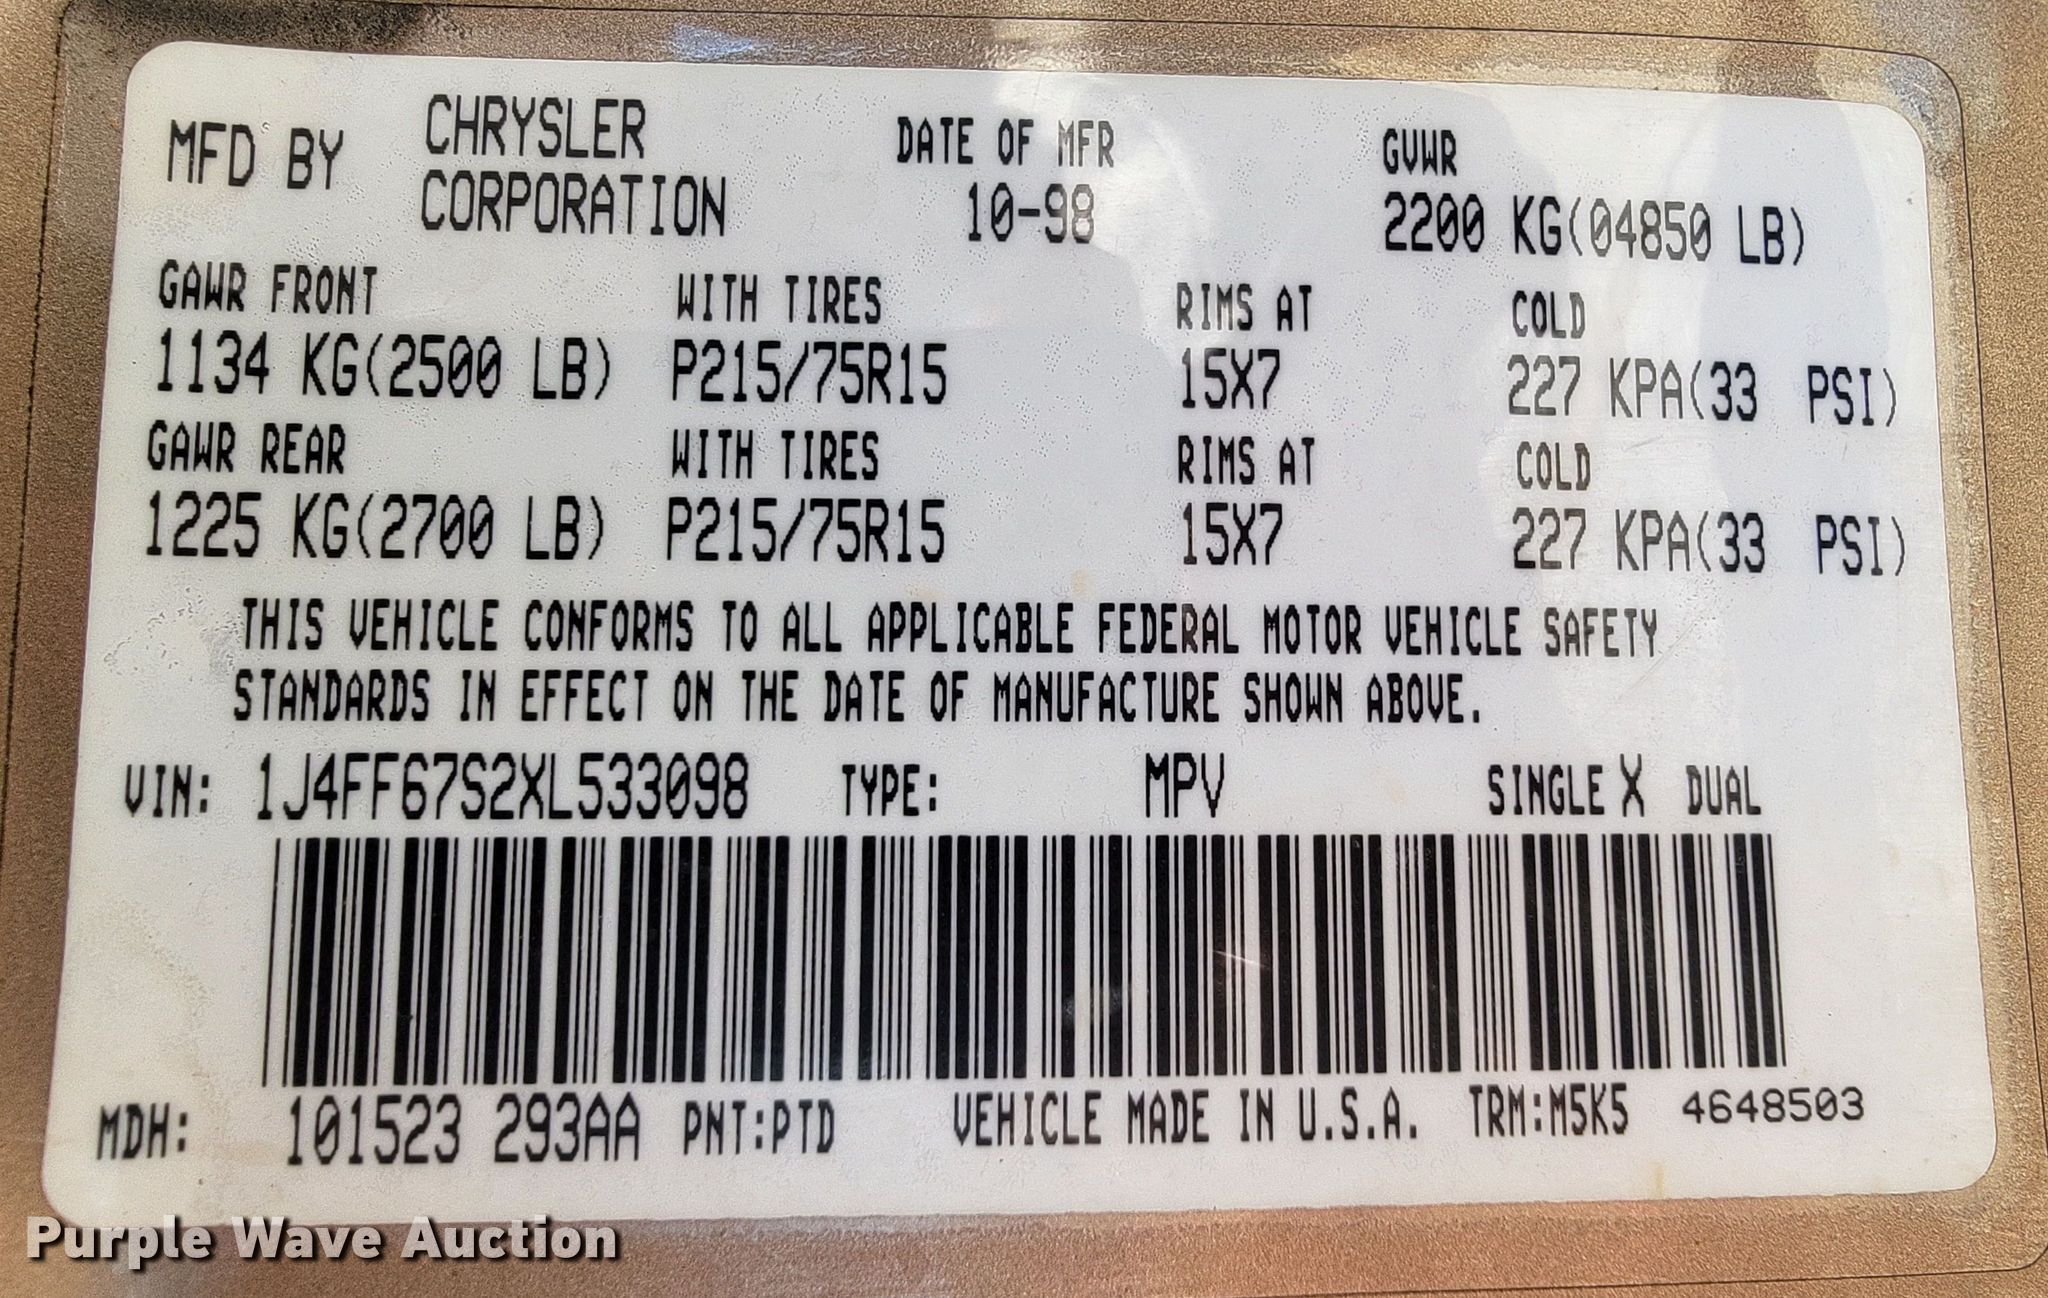 MFD BY CHRYSLER CORPORATION DATE OF MFR 10-98 GVWR 2200 KG(04850 LB)
GAWR FRONT WITH TIRES RIMS AT COLD
1134 KG(2500 LB) P215/75R15 15X7 227 KPA(33 PSI)
GAWR REAR WITH TIRES RIMS AT COLD
1225 KG(2700 LB) P215/75R15 15X7 227 KPA(33 PSI)
THIS VEHICLE CONFORMS TO ALL APPLICABLE FEDERAL MOTOR VEHICLE SAFETY
STANDARDS IN EFFECT ON THE DATE OF MANUFACTURE SHOWN ABOVE.
VIN: 1J4FF67S2XL533098 TYPE: MPV SINGLE X DUAL
MDH: 101523 293AA PNT:PTD VEHICLE MADE IN U.S.A. TRM:M5K5 4648503
Purple Wave Auction